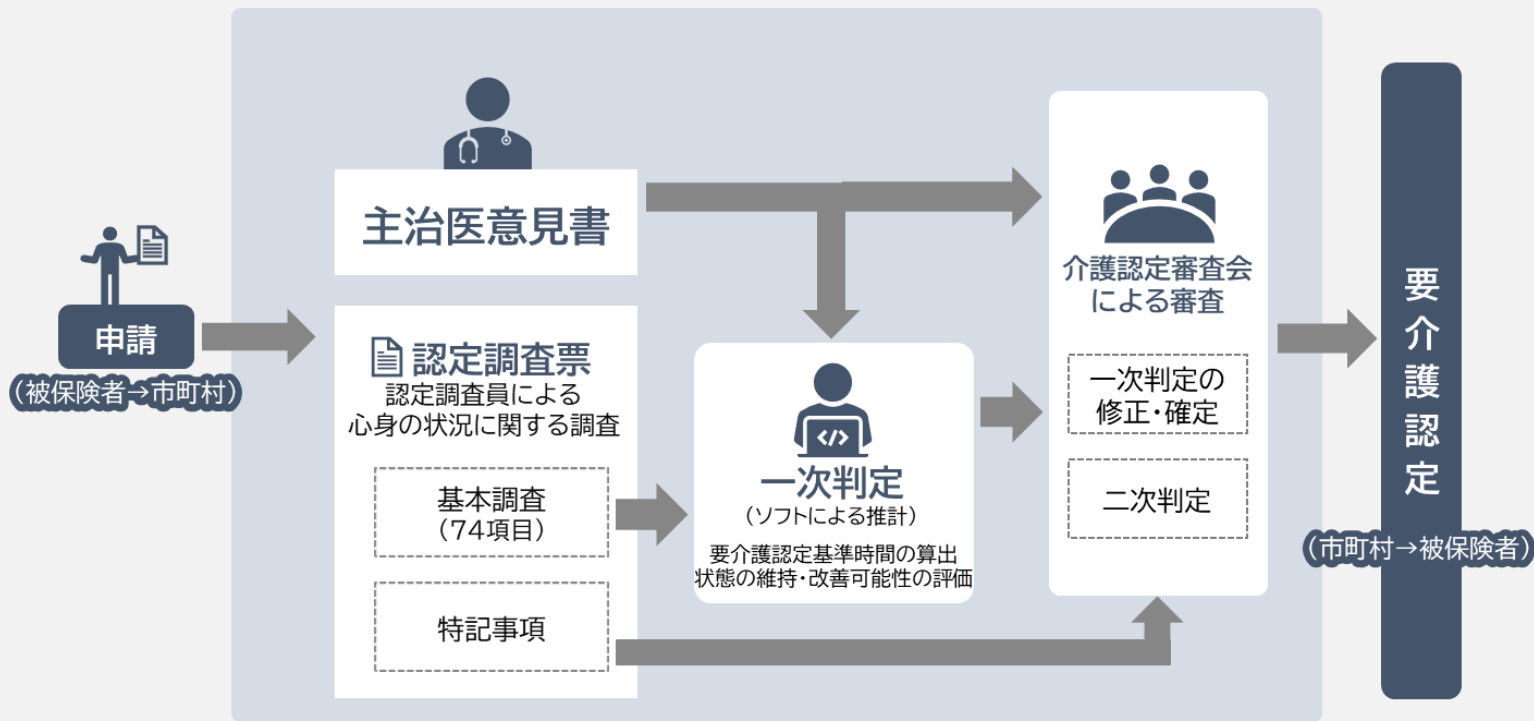 申請
(被保険者→市町村)
主治医意見書
認定調査票
認定調査員による
心身の状況に関する調査
基本調査
(74項目)
特記事項
</>
一次判定
(ソフトによる推計)
要介護認定基準時間の算出
状態の維持・改善可能性の評価
介護認定審査会
による審査
一次判定の
修正・確定
二次判定
要介護認定
(市町村→被保険者)